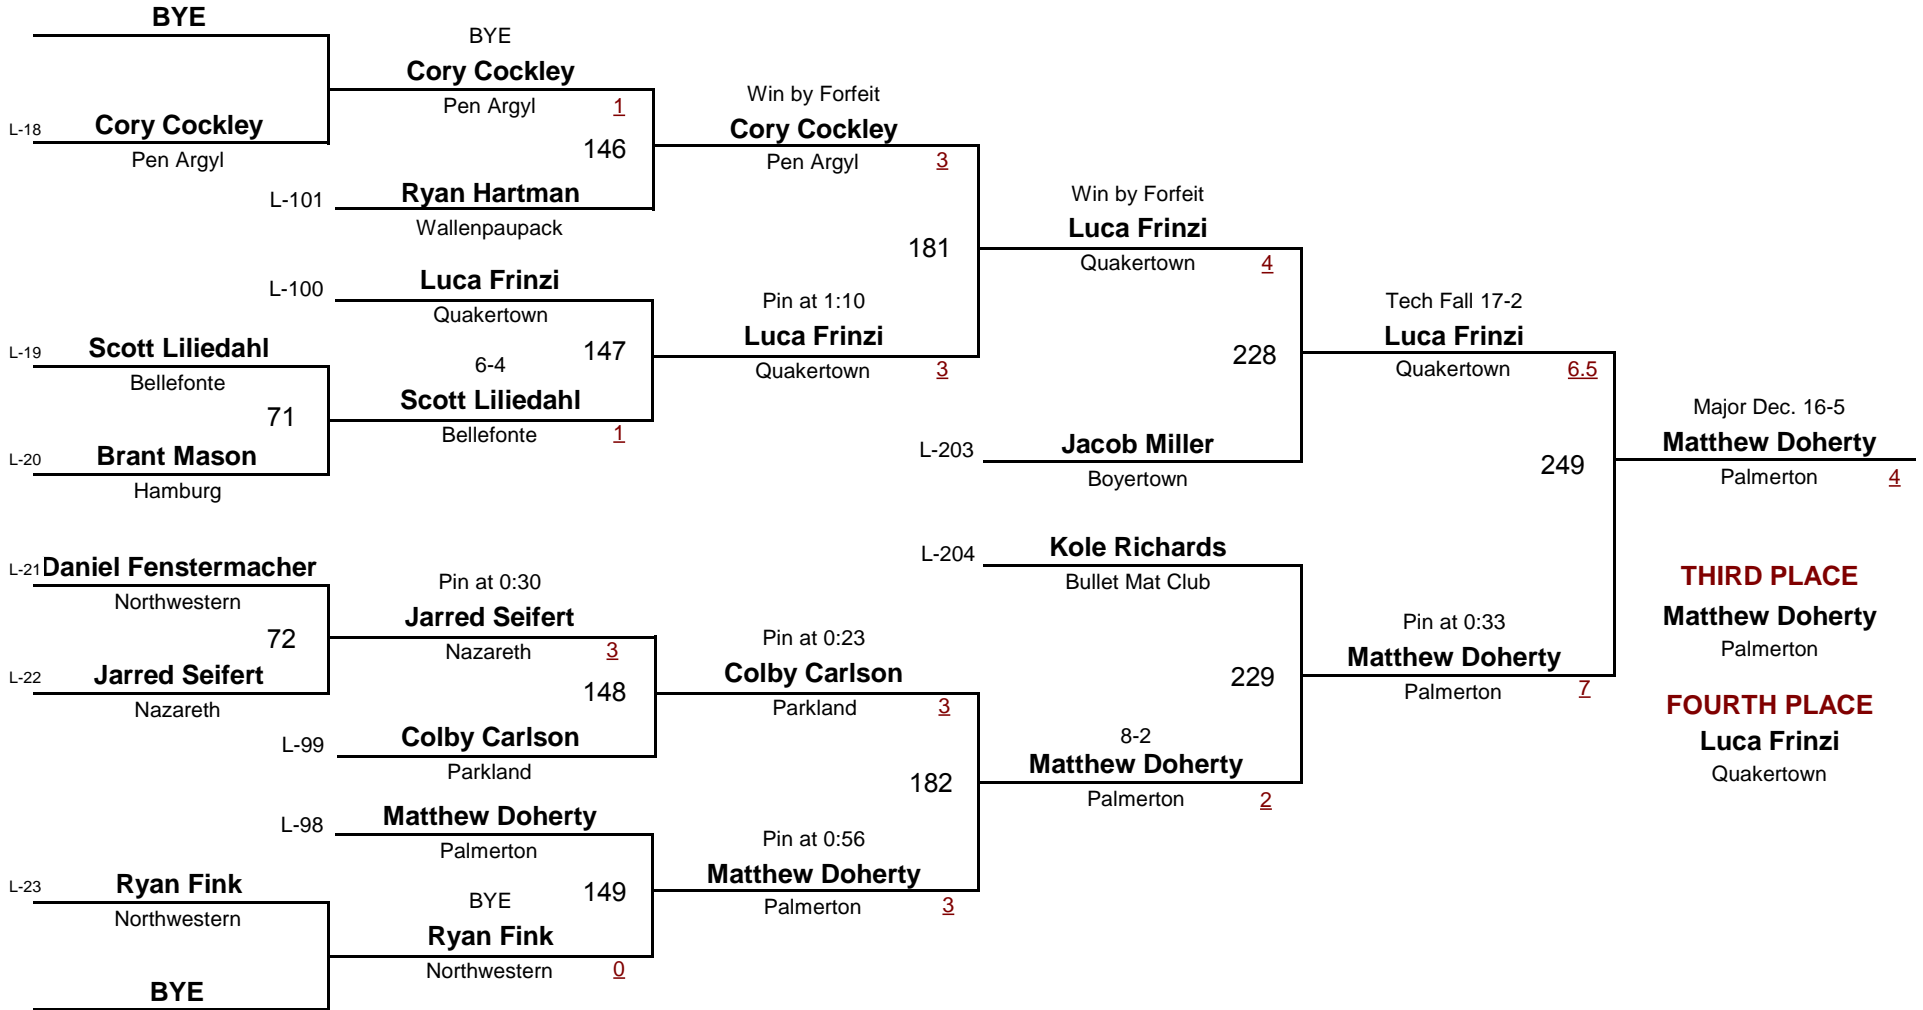 BYE
L-18
Cory Cockley
Pen Argyl
L-19
Scott Liliedahl
Bellefonte
71
L-20
Brant Mason
Hamburg
L-21
Daniel Fenstermacher
Northwestern
72
L-22
Jarred Seifert
Nazareth
L-23
Ryan Fink
Northwestern
BYE
BYE
Cory Cockley
Pen Argyl
1
146
L-101
Ryan Hartman
Wallenpaupack
L-100
Luca Frinzi
Quakertown
147
6-4
Scott Liliedahl
Bellefonte
1
Pin at 0:30
Jarred Seifert
Nazareth
3
148
L-99
Colby Carlson
Parkland
L-98
Matthew Doherty
Palmerton
149
BYE
Ryan Fink
Northwestern
0
Win by Forfeit
Cory Cockley
Pen Argyl
3
181
Pin at 1:10
Luca Frinzi
Quakertown
3
Pin at 0:23
Colby Carlson
Parkland
3
182
Pin at 0:56
Matthew Doherty
Palmerton
3
Win by Forfeit
Luca Frinzi
Quakertown
4
228
L-203
Jacob Miller
Boyertown
L-204
Kole Richards
Bullet Mat Club
229
8-2
Matthew Doherty
Palmerton
2
Tech Fall 17-2
Luca Frinzi
Quakertown
6.5
249
Pin at 0:33
Matthew Doherty
Palmerton
7
Major Dec. 16-5
Matthew Doherty
Palmerton
4
THIRD PLACE
Matthew Doherty
Palmerton
FOURTH PLACE
Luca Frinzi
Quakertown